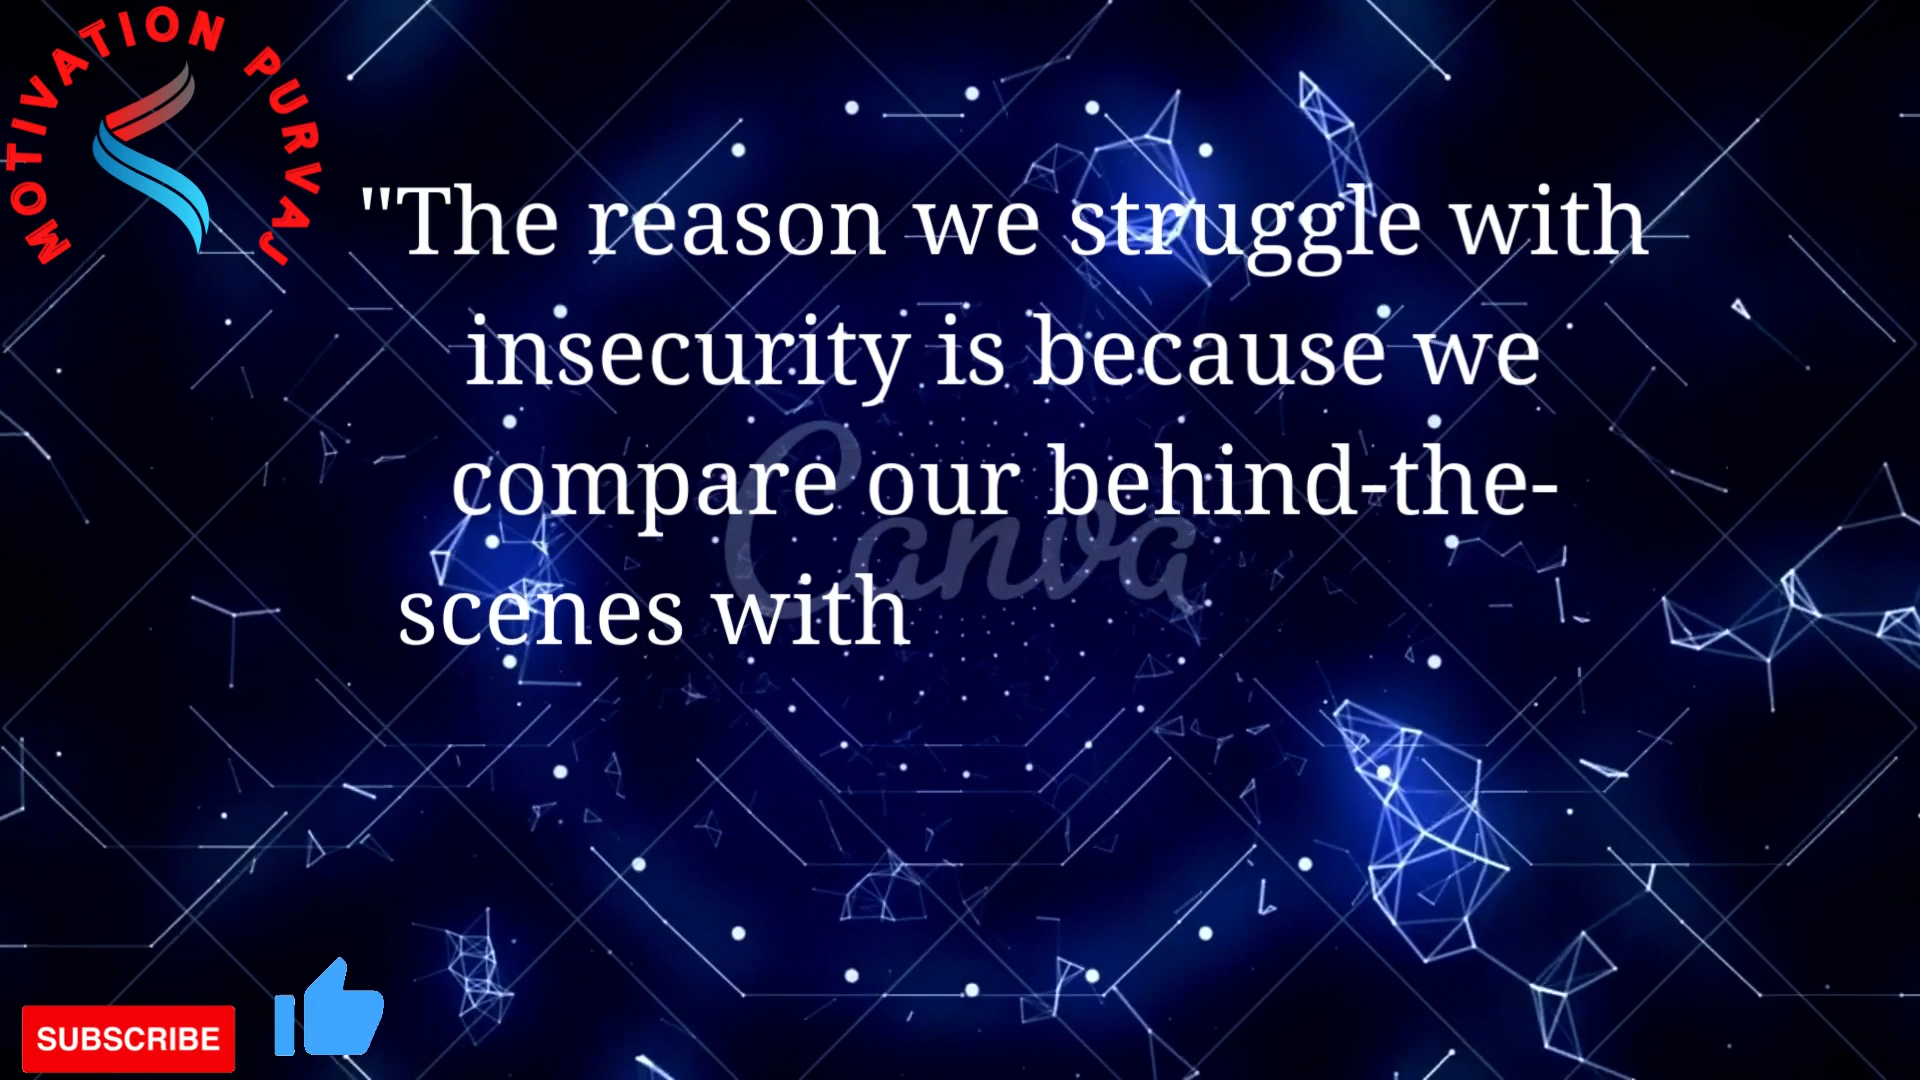 MOTIVATION PURVAJ
"The reason we struggle with
insecurity is because we
compare our behind-the-
scenes with
Canva
SUBSCRIBE